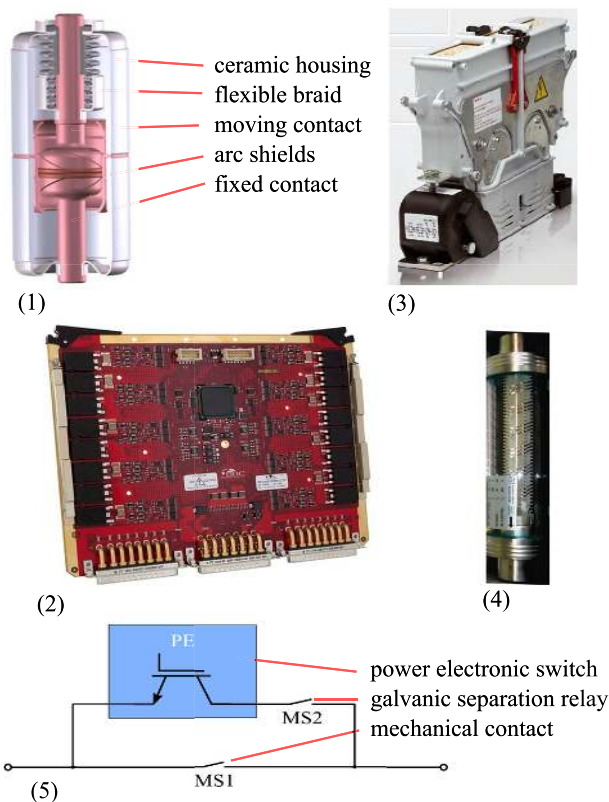 ceramic housing
flexible braid
moving contact
arc shields
fixed contact
(1)
(3)
(2)
(4)
PE
power electronic switch
galvanic separation relay
MS2
mechanical contact
MS1
(5)